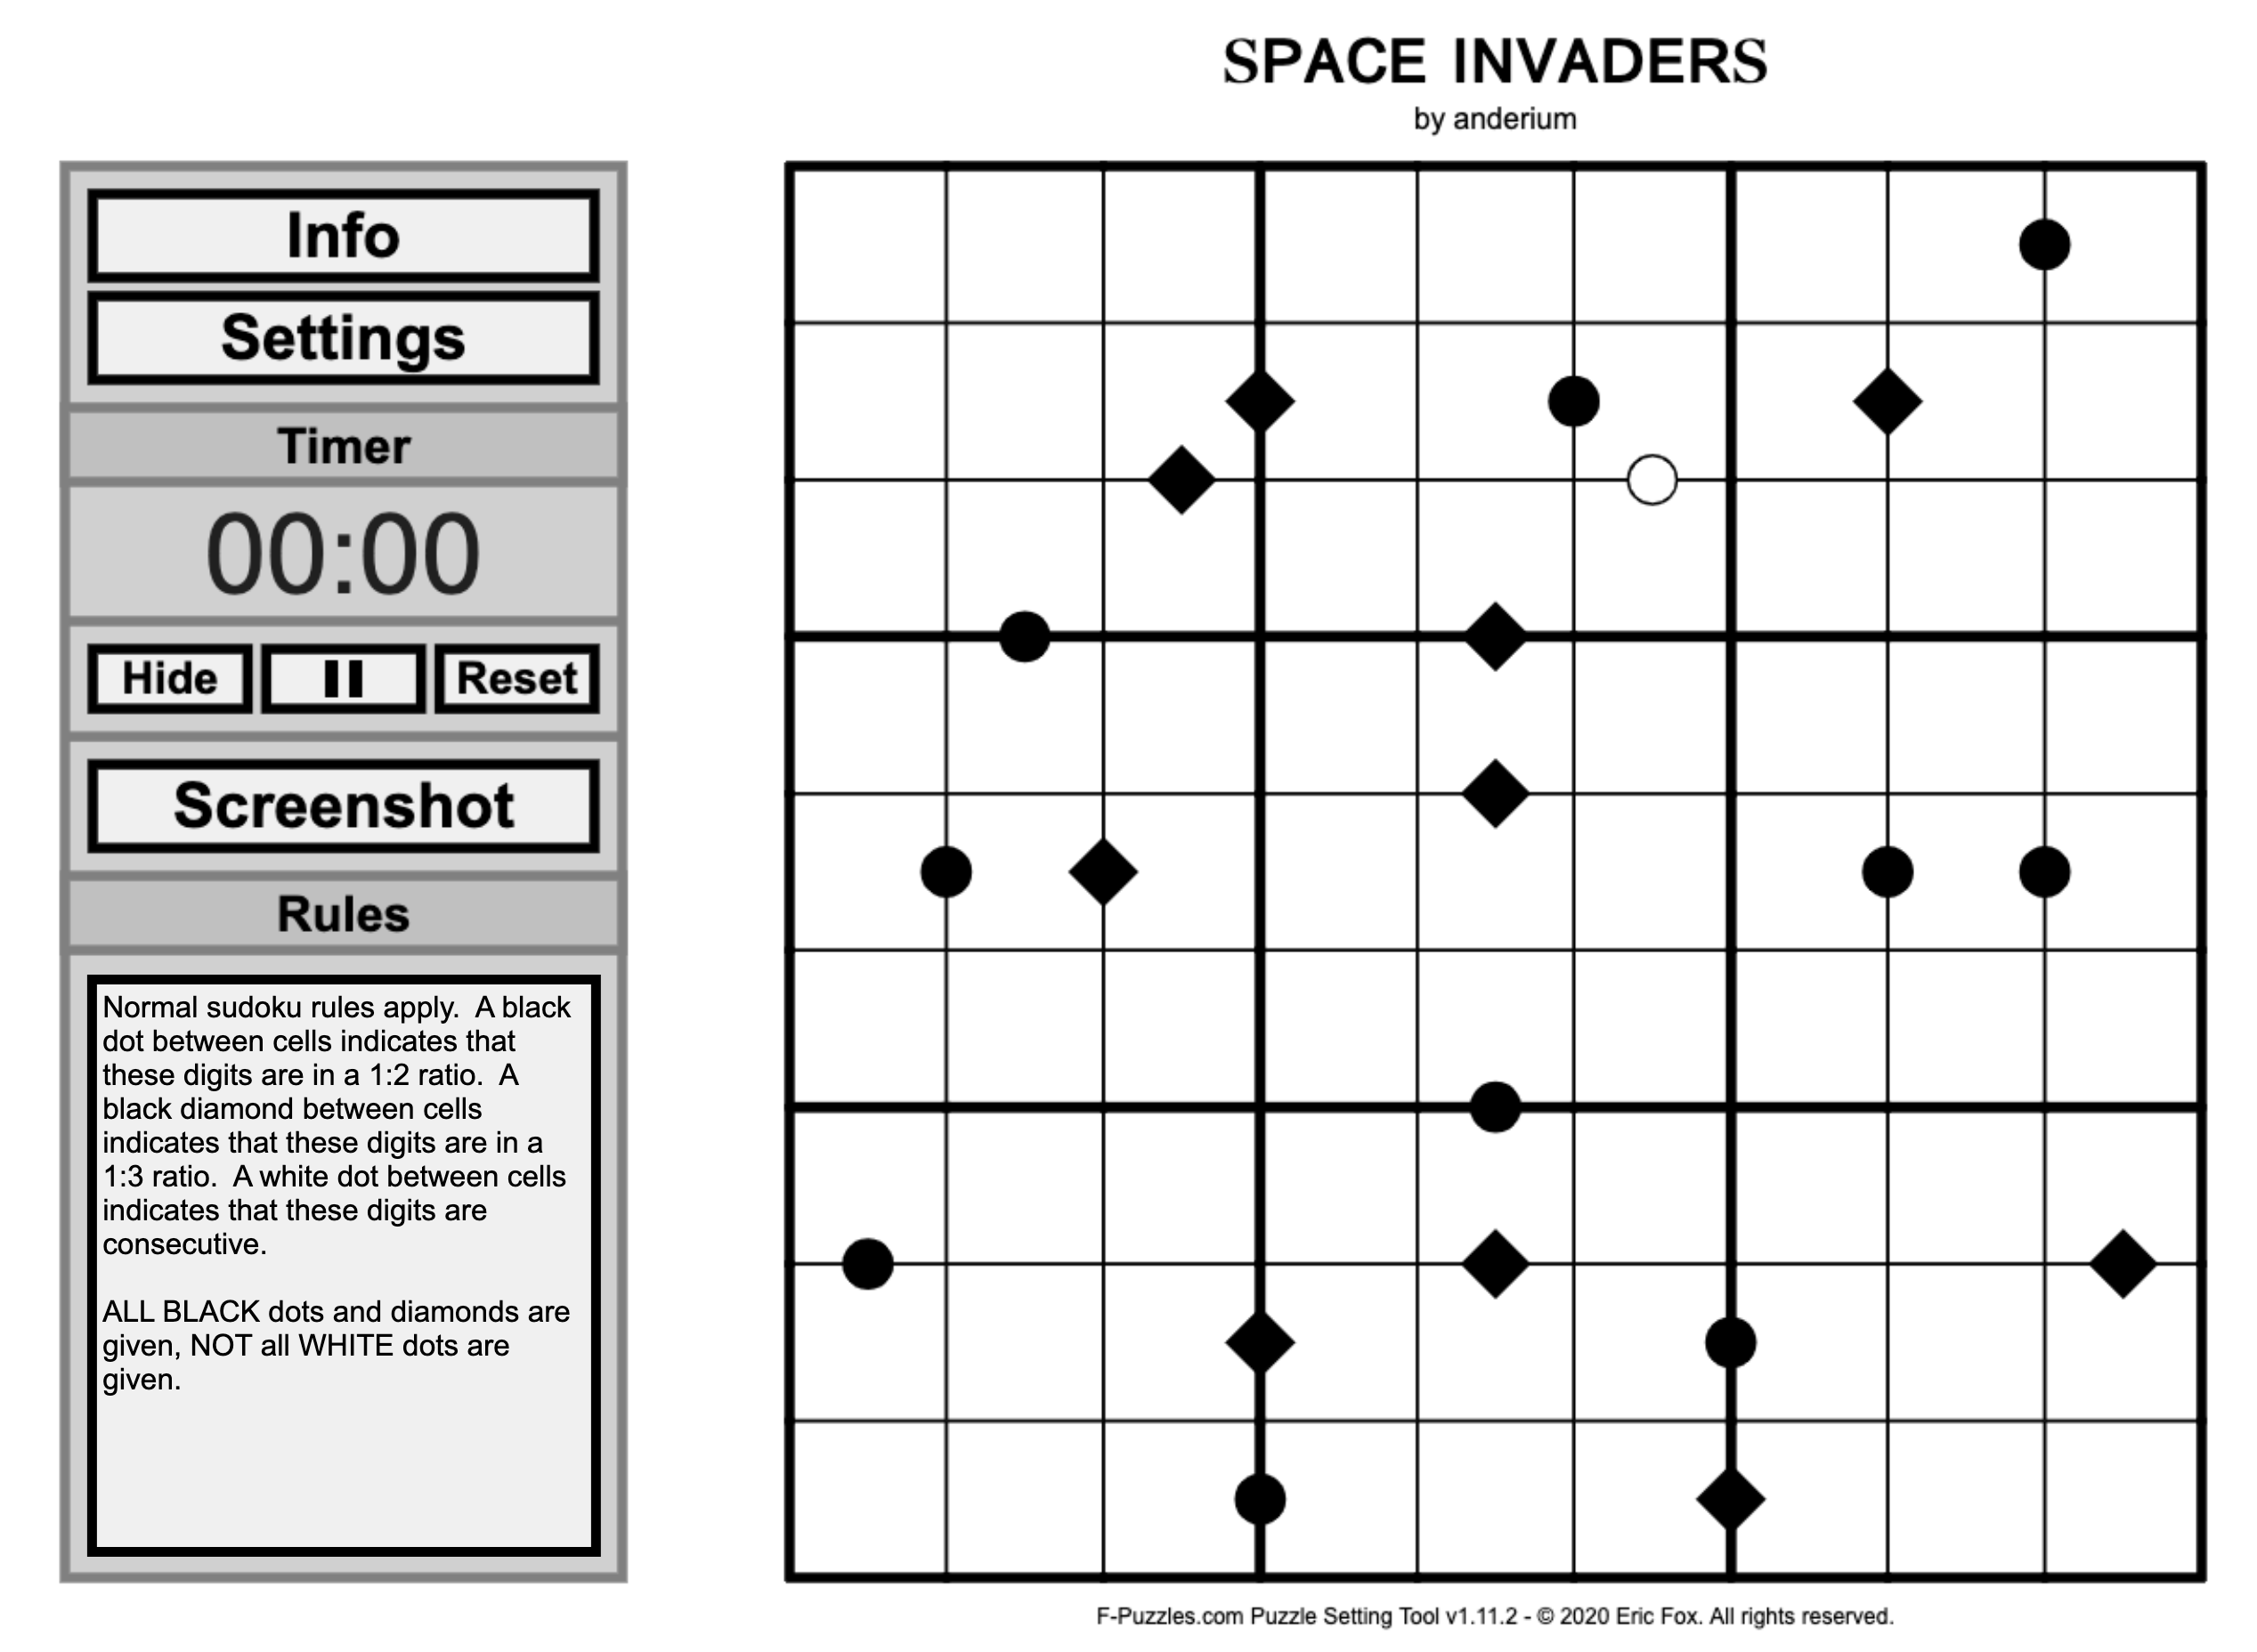 SPACE INVADERS
by anderium
Info
Settings
Timer
00:00
Hide
Reset
Screenshot
Rules
Normal sudoku rules apply.  A black
dot between cells indicates that
these digits are in a 1:2 ratio.  A
black diamond between cells
indicates that these digits are in a
1:3 ratio.  A white dot between cells
indicates that these digits are
consecutive.
ALL BLACK dots and diamonds are
given, NOT all WHITE dots are
given.
F-Puzzles.com Puzzle Setting Tool v1.11.2 - © 2020 Eric Fox. All rights reserved.